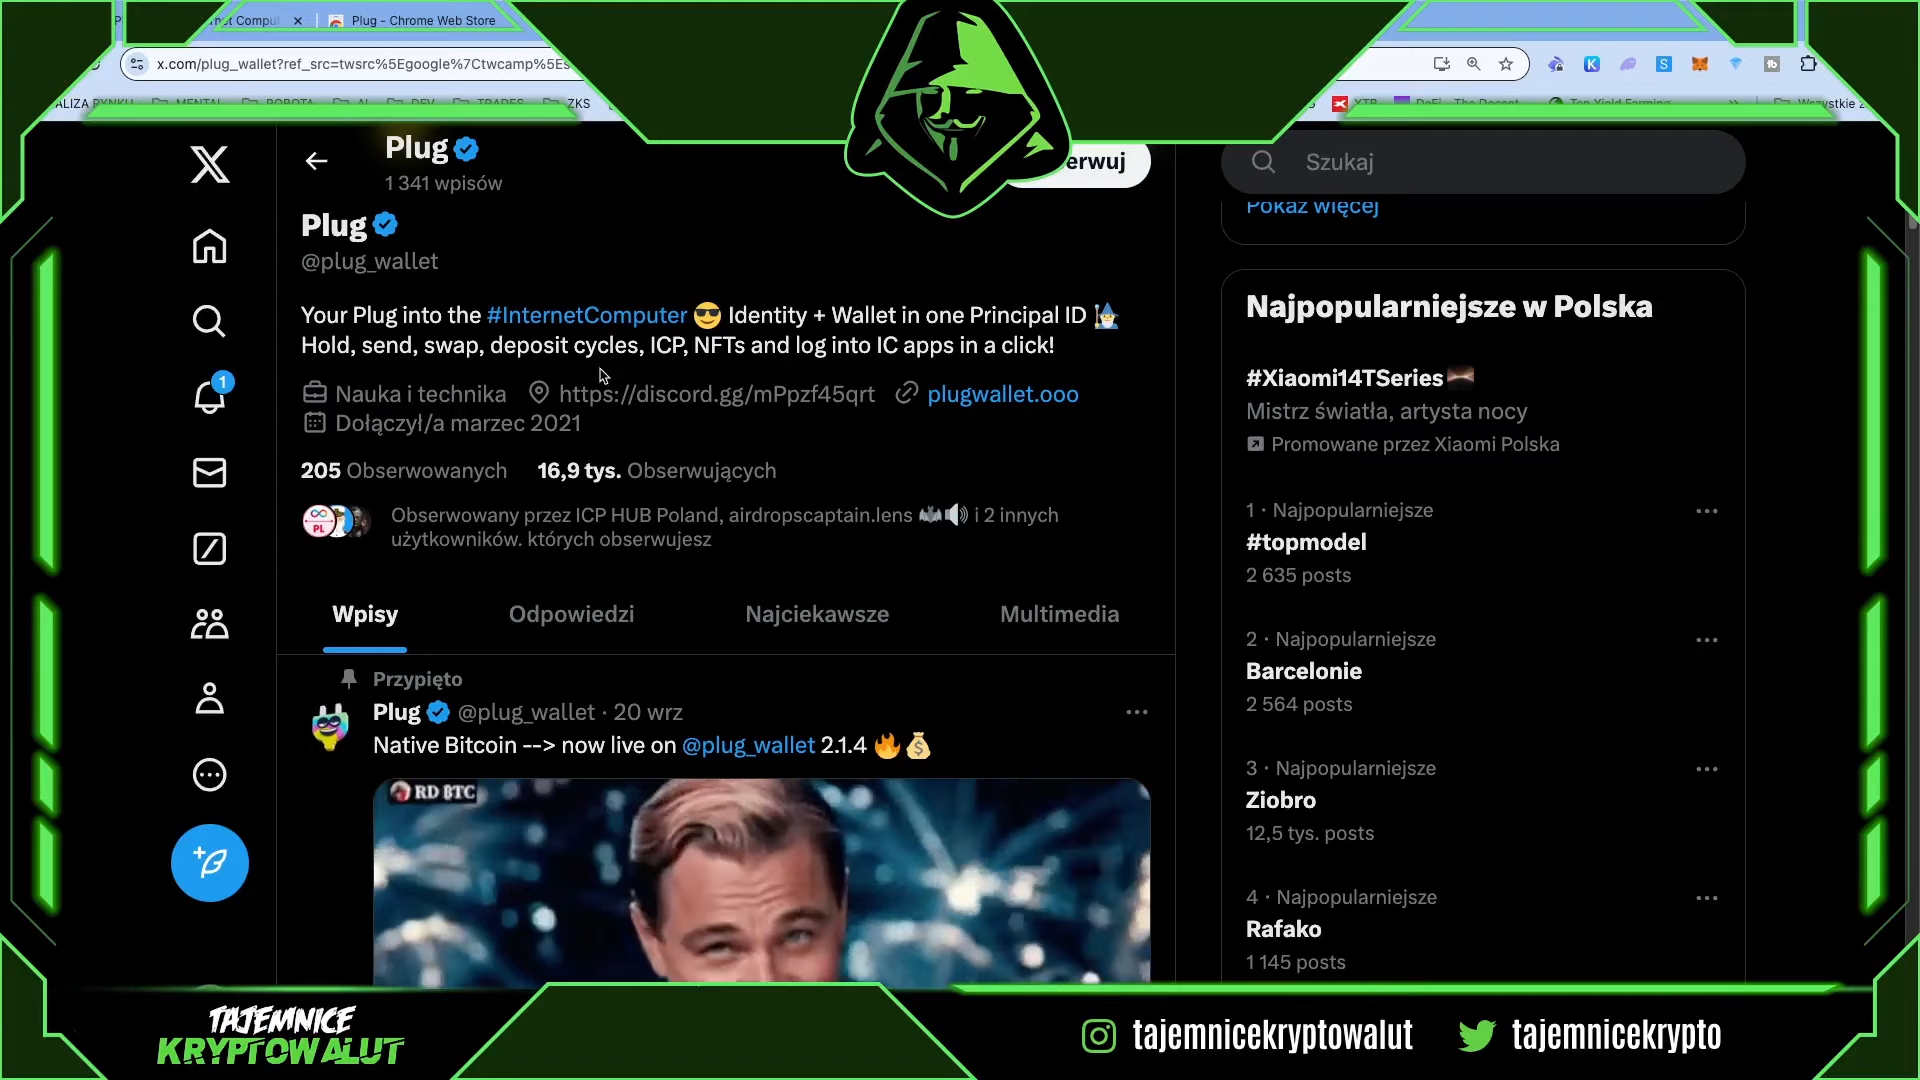 Plug - Chrome Web Store
x.com/plug_wallet?ref_src=twsrc%5Egoogle%7Ctwcamp%5Es
ZKS
Plug
1 341 wpisów
erwuj
Szukaj
Pokaż więcej
Plug
@plug_wallet
Your Plug into the #InternetComputer 😎 Identity + Wallet in one Principal ID 🧙‍♂️
Hold, send, swap, deposit cycles, ICP, NFTs and log into IC apps in a click!
Nauka i technika https://discord.gg/mPpzf45qrt plugwallet.ooo
Dołączył/a marzec 2021
205 Obserwowanych 16,9 tys. Obserwujących
PL
Obserwowany przez ICP HUB Poland, airdropscaptain.lens 🦇🔊 i 2 innych
użytkowników, których obserwujesz
Wpisy Odpowiedzi Najciekawsze Multimedia
Przypięto
Plug @plug_wallet · 20 wrz
Native Bitcoin --> now live on @plug_wallet 2.1.4 🔥💰
RD BTC
1
Najpopularniejsze w Polska
#Xiaomi14TSeries
Mistrz światła, artysta nocy
Promowane przez Xiaomi Polska
1 · Najpopularniejsze
#topmodel
2 635 posts
2 · Najpopularniejsze
Barcelonie
2 564 posts
3 · Najpopularniejsze
Ziobro
12,5 tys. posts
4 · Najpopularniejsze
Rafako
1 145 posts
TAJEMNICE
KRYPTOWALUT
tajemnicekryptowalut
tajemnicekrypto